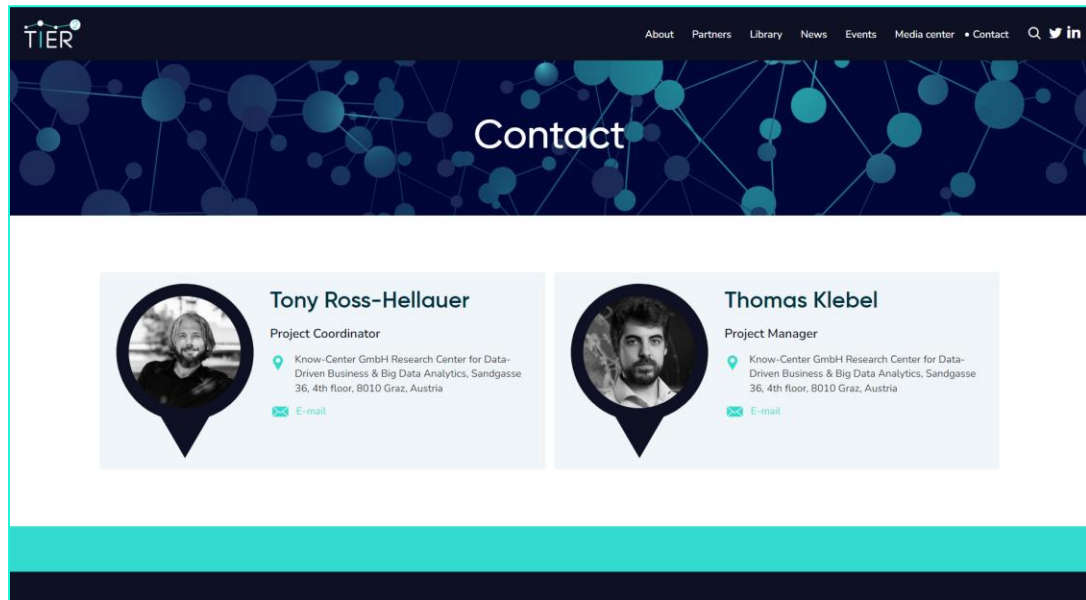 TIER2
About Partners Library News Events Media center • Contact
Contact
Tony Ross-Hellauer
Project Coordinator
Know-Center GmbH Research Center for Data-
Driven Business & Big Data Analytics, Sandgasse
36, 4th floor, 8010 Graz, Austria
E-mail
Thomas Klebel
Project Manager
Know-Center GmbH Research Center for Data-
Driven Business & Big Data Analytics, Sandgasse
36, 4th floor, 8010 Graz, Austria
E-mail